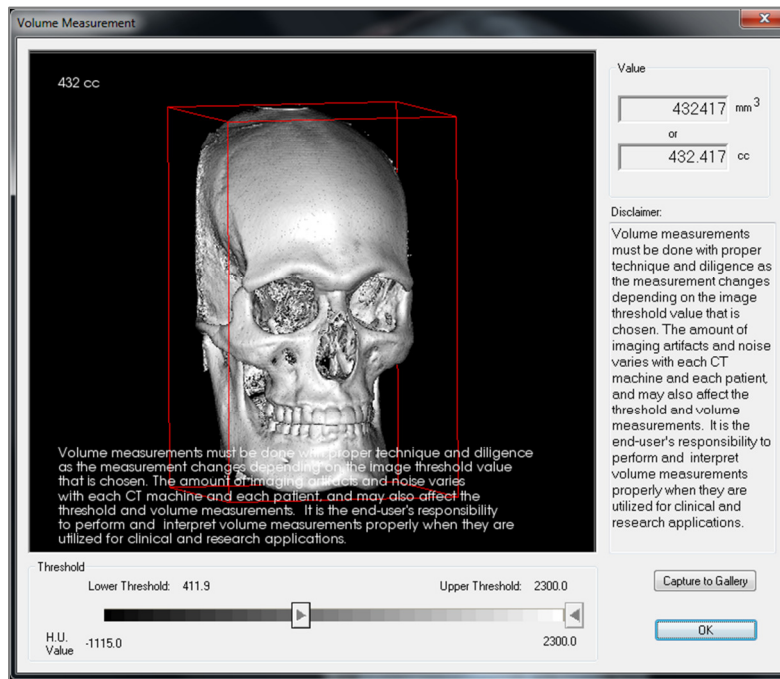 Volume Measurement
432 cc
Volume measurements must be done with proper technique and diligence
as the measurement changes depending on the image threshold value
that is chosen. The amount of imaging artifacts and noise varies
with each CT machine and each patient, and may also affect the
threshold and volume measurements. It is the end-user's responsibility
to perform and interpret volume measurements properly when they are
utilized for clinical and research applications.
Value
432417 mm3
or
432.417 cc
Disclaimer:
Volume measurements
must be done with proper
technique and diligence as
the measurement changes
depending on the image
threshold value that is
chosen. The amount of
imaging artifacts and noise
varies with each CT
machine and each patient,
and may also affect the
threshold and volume
measurements. It is the
end-user's responsibility to
perform and interpret
volume measurements
properly when they are
utilized for clinical and
research applications.
Threshold
Lower Threshold: 411.9 Upper Threshold: 2300.0
H.U.
Value -1115.0 2300.0
Capture to Gallery
OK